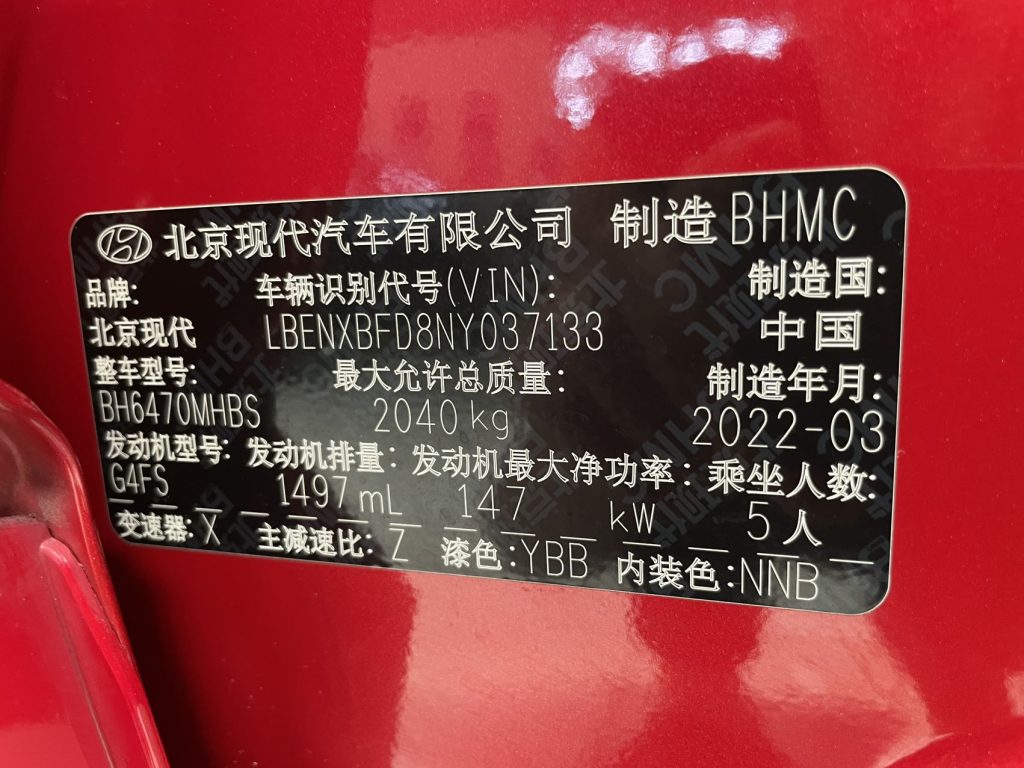 北京现代汽车有限公司 制造 BHMC
品牌: 车辆识别代号(VIN): 制造国:
北京现代 LBENXBFD8NY037133 中国
整车型号: 最大允许总质量: 制造年月:
BH6470MHBS 2040kg 2022-03
发动机型号: 发动机排量: 发动机最大净功率: 乘坐人数:
G4FS 1497 mL 147 kW 5人
变速器: X 主减速比: Z 漆色: YBB 内装色: NNB